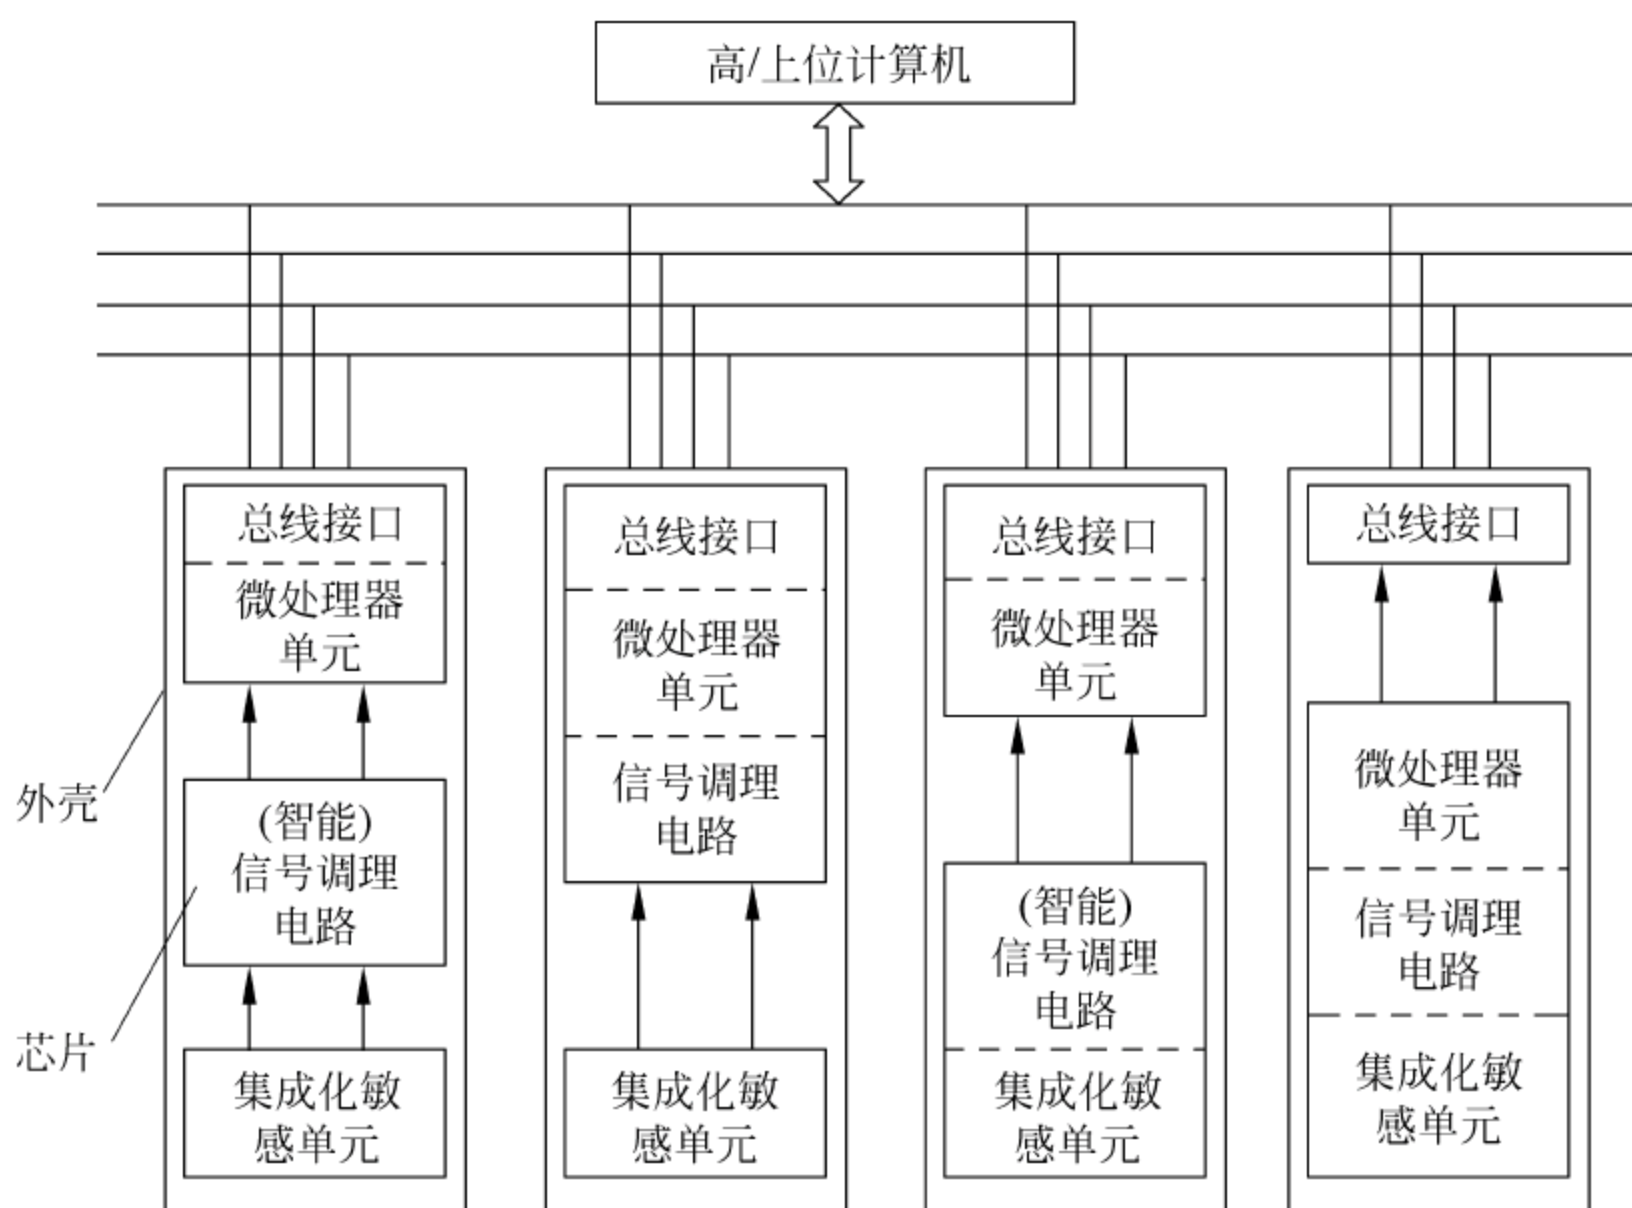 高/上位计算机
总线接口
微处理器
单元
(智能)
信号调理
电路
集成化敏
感单元
外壳
芯片
总线接口
微处理器
单元
信号调理
电路
集成化敏
感单元
总线接口
微处理器
单元
(智能)
信号调理
电路
集成化敏
感单元
总线接口
微处理器
单元
信号调理
电路
集成化敏
感单元